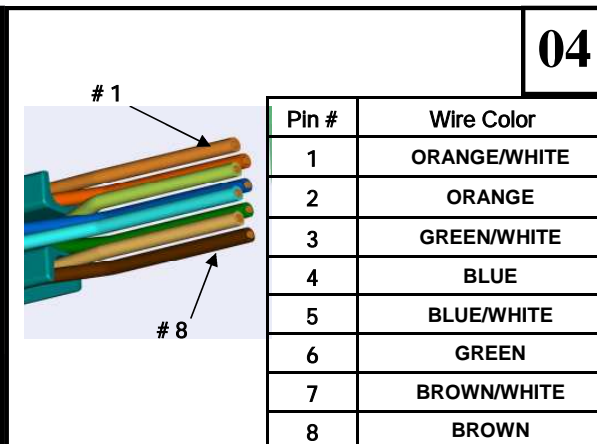 04
# 1
# 8
Pin # Wire Color
1 ORANGE/WHITE
2 ORANGE
3 GREEN/WHITE
4 BLUE
5 BLUE/WHITE
6 GREEN
7 BROWN/WHITE
8 BROWN